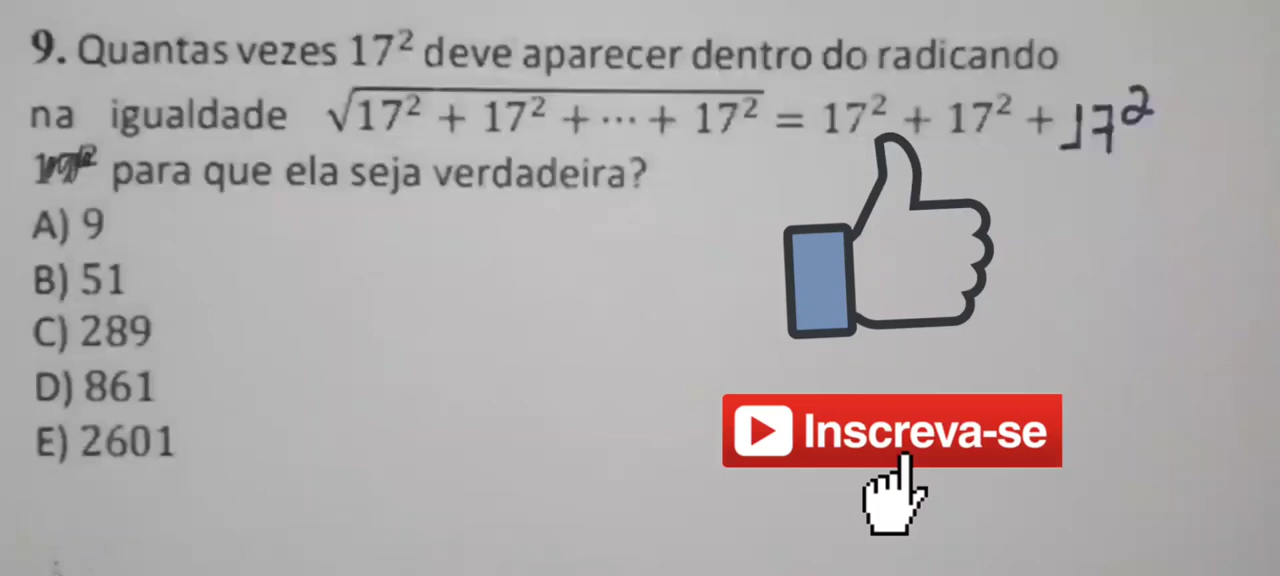 9. Quantas vezes 17² deve aparecer dentro do radicando
na igualdade √17² + 17² + ⋯ + 17² = 17² + 17² + 17²
para que ela seja verdadeira?
A) 9
B) 51
C) 289
D) 861
E) 2601
Inscreva-se